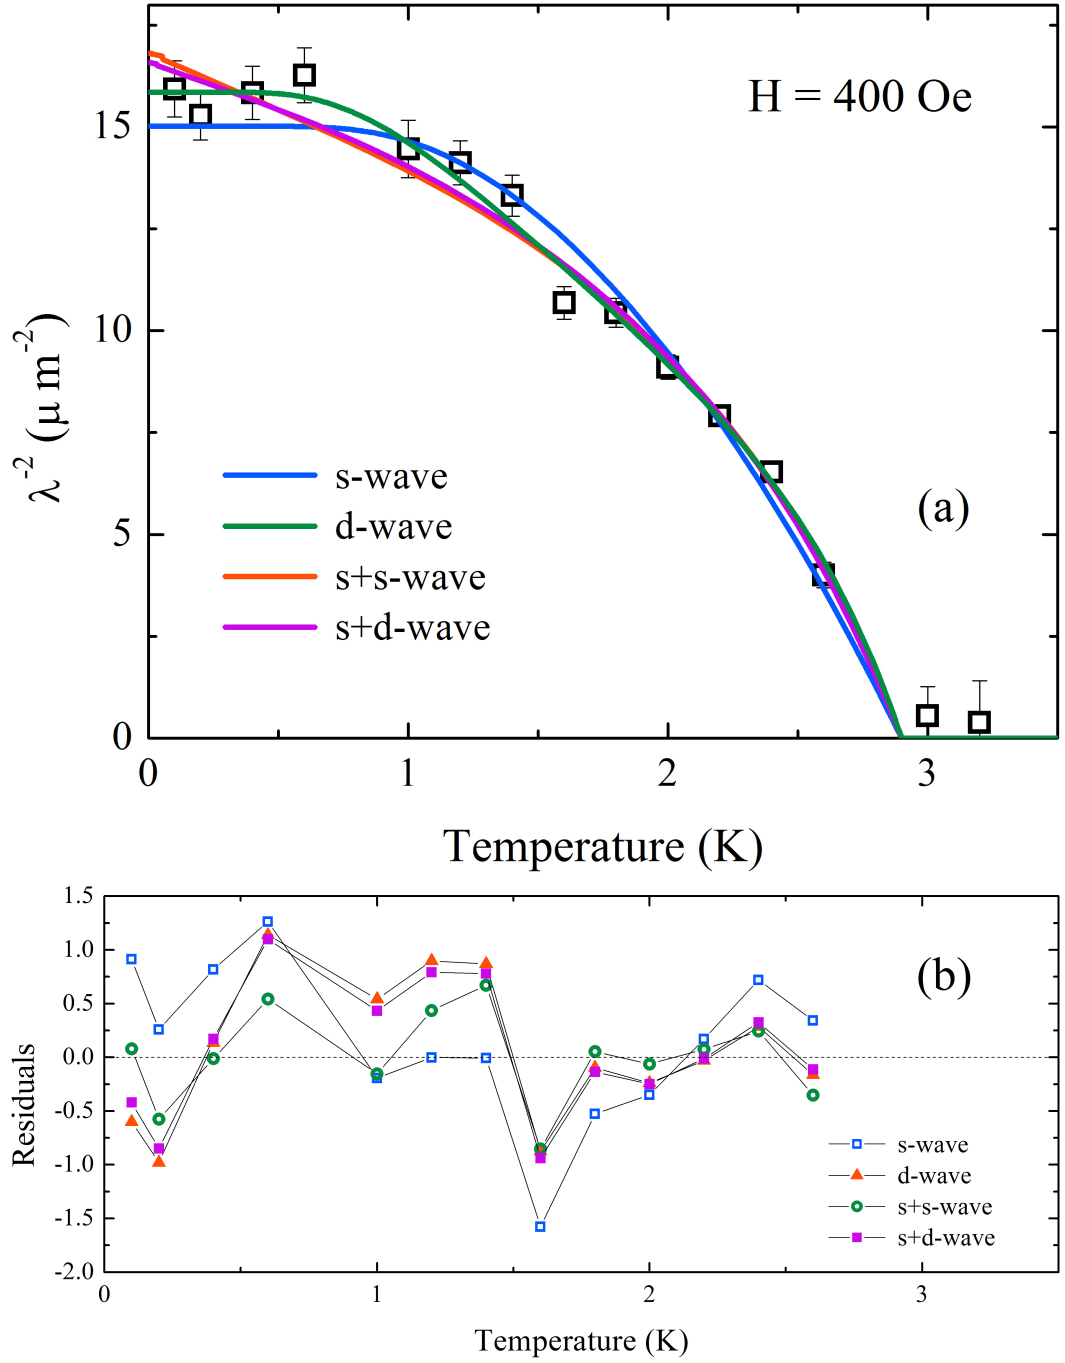 H = 400 Oe
15
10
5
0
λ⁻² (μ m⁻²)
s-wave
d-wave
s+s-wave
s+d-wave
(a)
0 1 2 3
Temperature (K)
1.5
1.0
0.5
0.0
-0.5
-1.0
-1.5
-2.0
Residuals
(b)
s-wave
d-wave
s+s-wave
s+d-wave
0 1 2 3
Temperature (K)